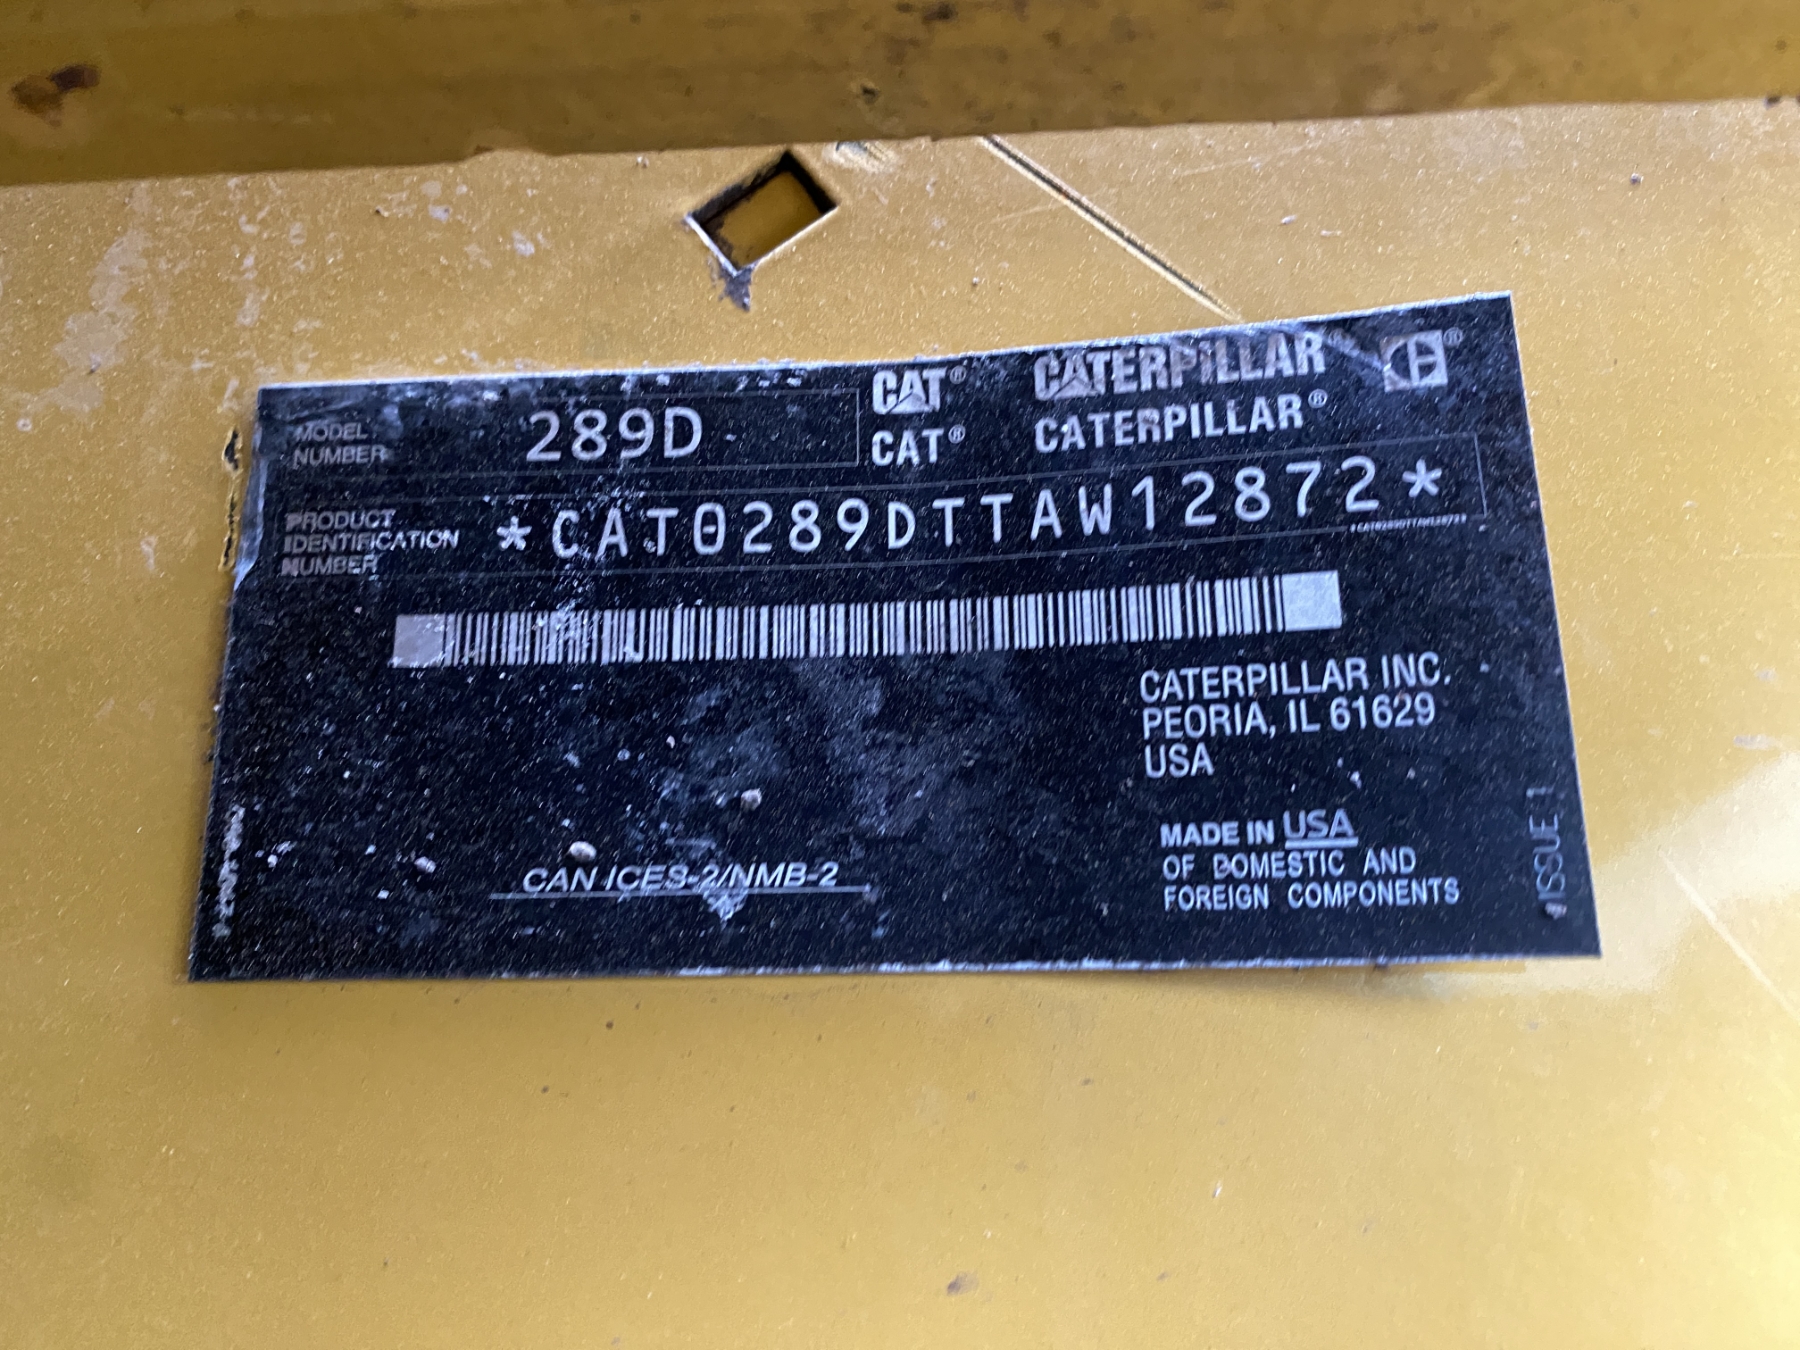 CAT® CATERPILLAR® C®
MODEL NUMBER 289D CAT® CATERPILLAR®
PRODUCT
IDENTIFICATION
NUMBER
*CAT0289DTTAW12872*
CATERPILLAR INC.
PEORIA, IL 61629
USA
MADE IN USA
OF DOMESTIC AND
FOREIGN COMPONENTS
CAN ICES-2/NMB-2
ISSUE 1